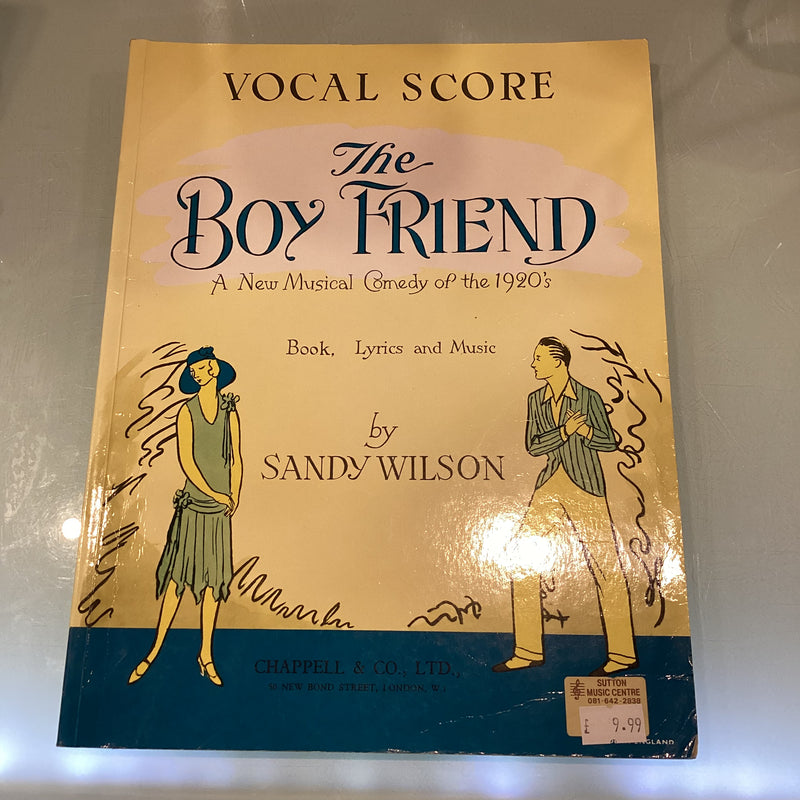 VOCAL SCORE
The
BOY FRIEND
A New Musical Comedy of the 1920's
Book, Lyrics and Music
by
SANDY WILSON
CHAPPELL & CO., LTD.,
50 NEW BOND STREET, LONDON, W.1
SUTTON
MUSIC CENTRE
081-642-2838
£ 9.99
ENGLAND